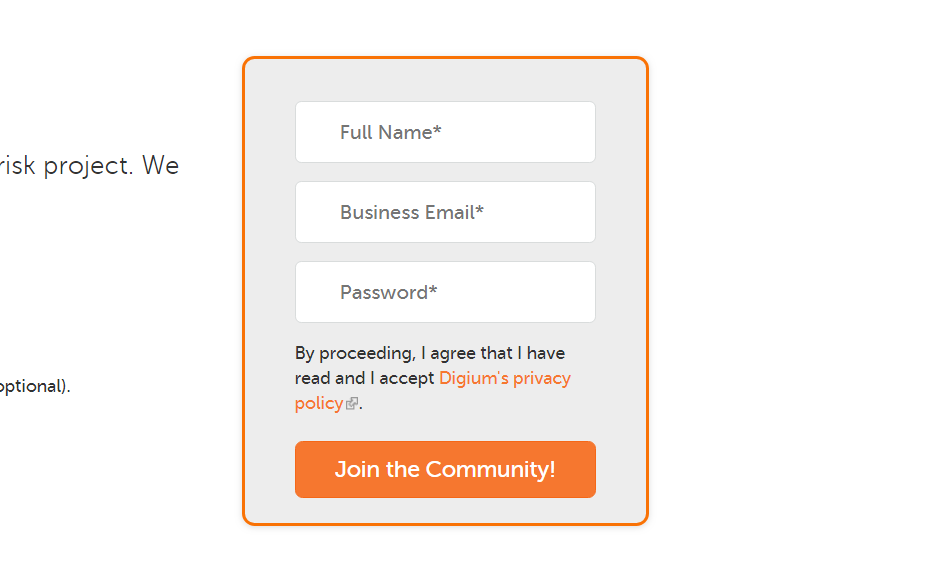 Full Name*
risk project. We
Business Email*
Password*
By proceeding, I agree that I have
read and I accept Digium's privacy
optional).
policy.
Join the Community!